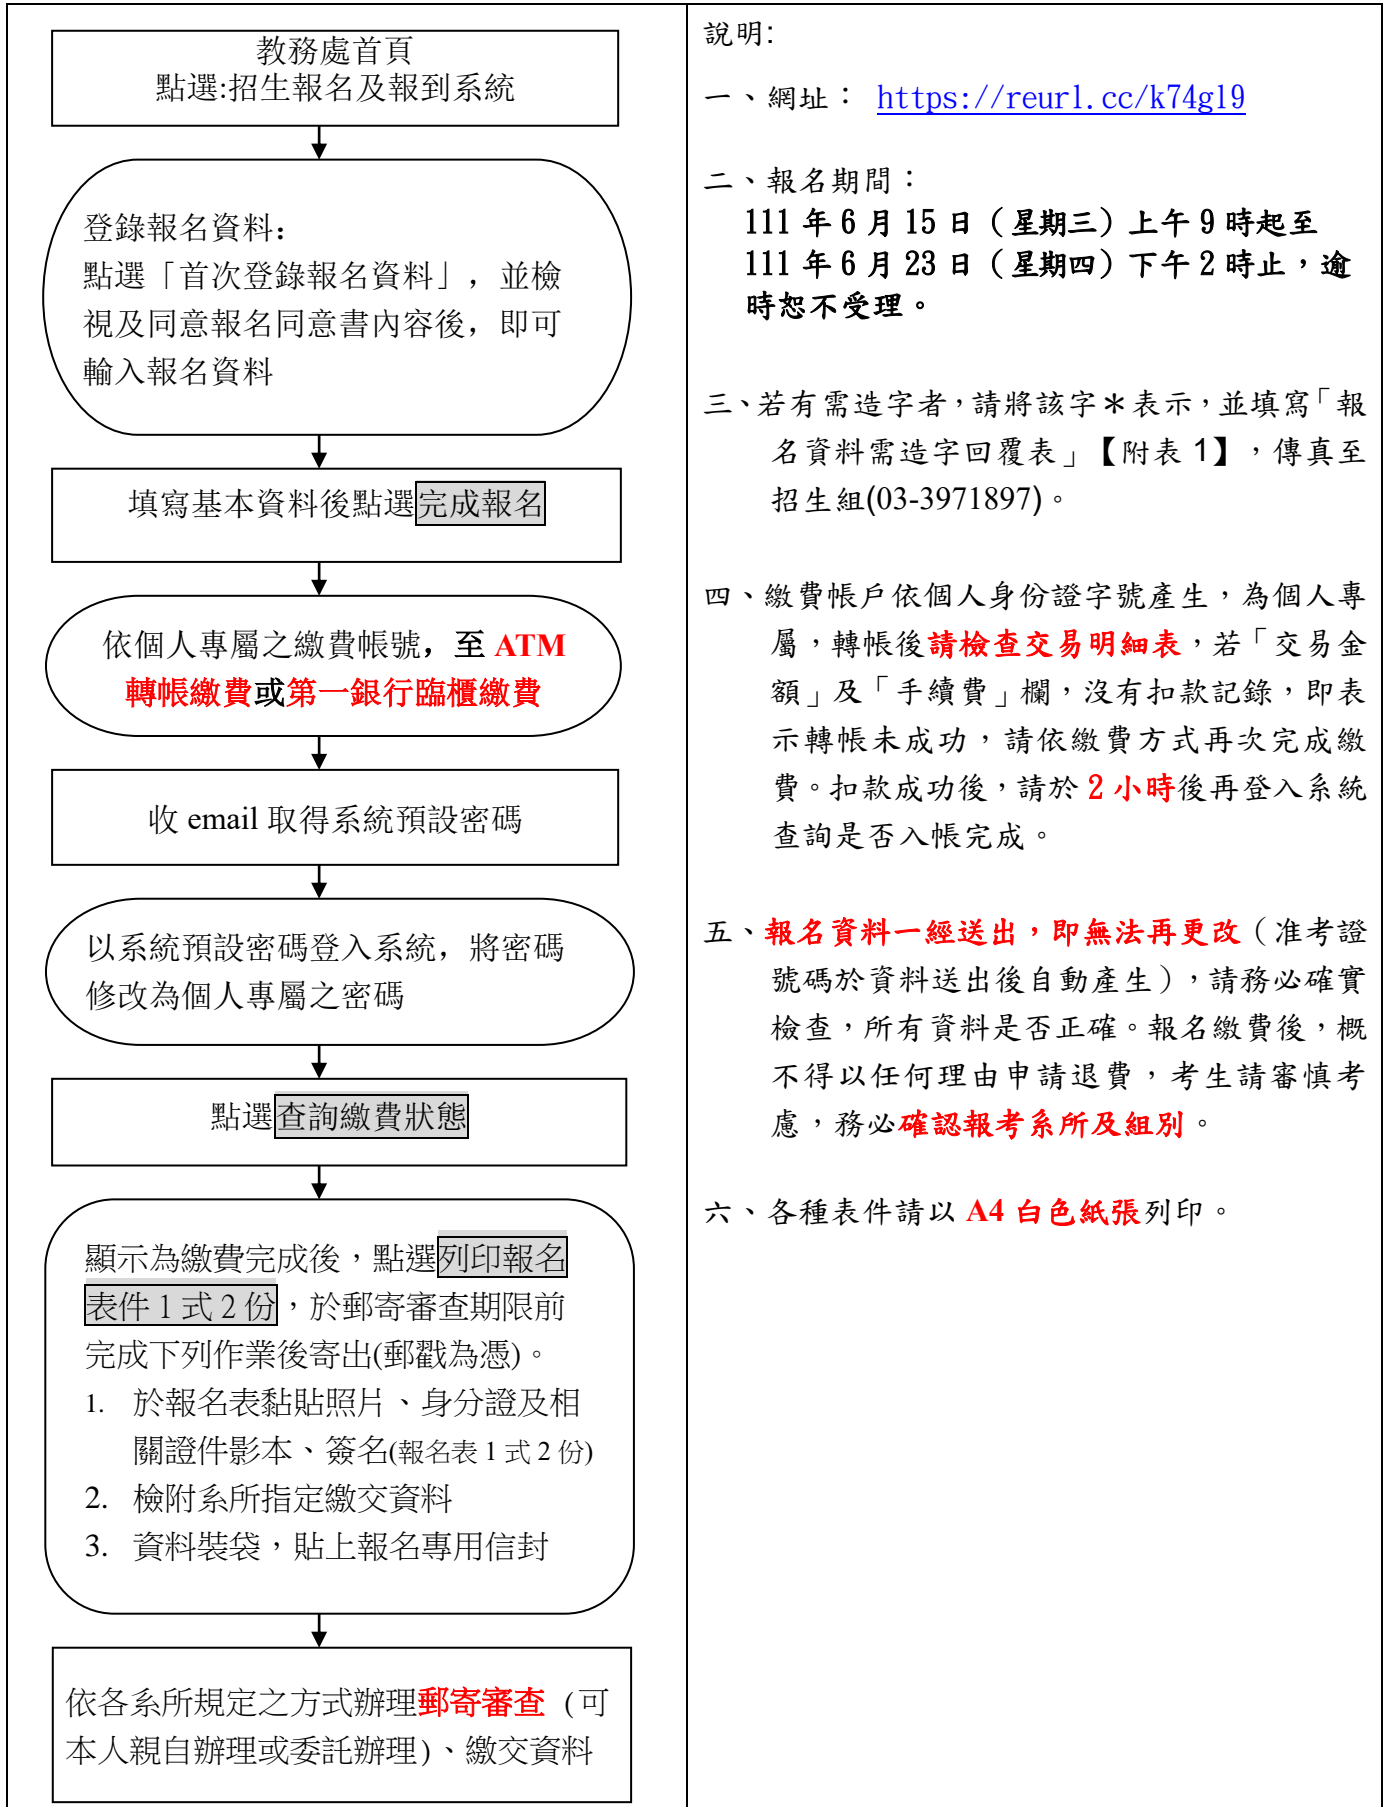 教務處首頁
點選:招生報名及報到系統
登錄報名資料:
點選「首次登錄報名資料」,並檢
視及同意報名同意書內容後,即可
輸入報名資料
填寫基本資料後點選完成報名
依個人專屬之繳費帳號,至 ATM
轉帳繳費或第一銀行臨櫃繳費
收 email 取得系統預設密碼
以系統預設密碼登入系統,將密碼
修改為個人專屬之密碼
點選查詢繳費狀態
顯示為繳費完成後,點選列印報名
表件 1 式 2 份,於郵寄審查期限前
完成下列作業後寄出(郵戳為憑)。
1. 於報名表黏貼照片、身分證及相
關證件影本、簽名(報名表 1 式 2 份)
2. 檢附系所指定繳交資料
3. 資料裝袋,貼上報名專用信封
依各系所規定之方式辦理郵寄審查 (可
本人親自辦理或委託辦理)、繳交資料
說明:
一、網址: https://reurl.cc/k74gl9
二、報名期間:
111 年 6 月 15 日(星期三)上午 9 時起至
111 年 6 月 23 日(星期四)下午 2 時止,逾
時恕不受理。
三、若有需造字者,請將該字＊表示,並填寫「報
名資料需造字回覆表」【附表 1】,傳真至
招生組(03-3971897)。
四、繳費帳戶依個人身份證字號產生,為個人專
屬,轉帳後請檢查交易明細表,若「交易金
額」及「手續費」欄,沒有扣款記錄,即表
示轉帳未成功,請依繳費方式再次完成繳
費。扣款成功後,請於 2 小時後再登入系統
查詢是否入帳完成。
五、報名資料一經送出,即無法再更改(准考證
號碼於資料送出後自動產生),請務必確實
檢查,所有資料是否正確。報名繳費後,概
不得以任何理由申請退費,考生請審慎考
慮,務必確認報考系所及組別。
六、各種表件請以 A4 白色紙張列印。